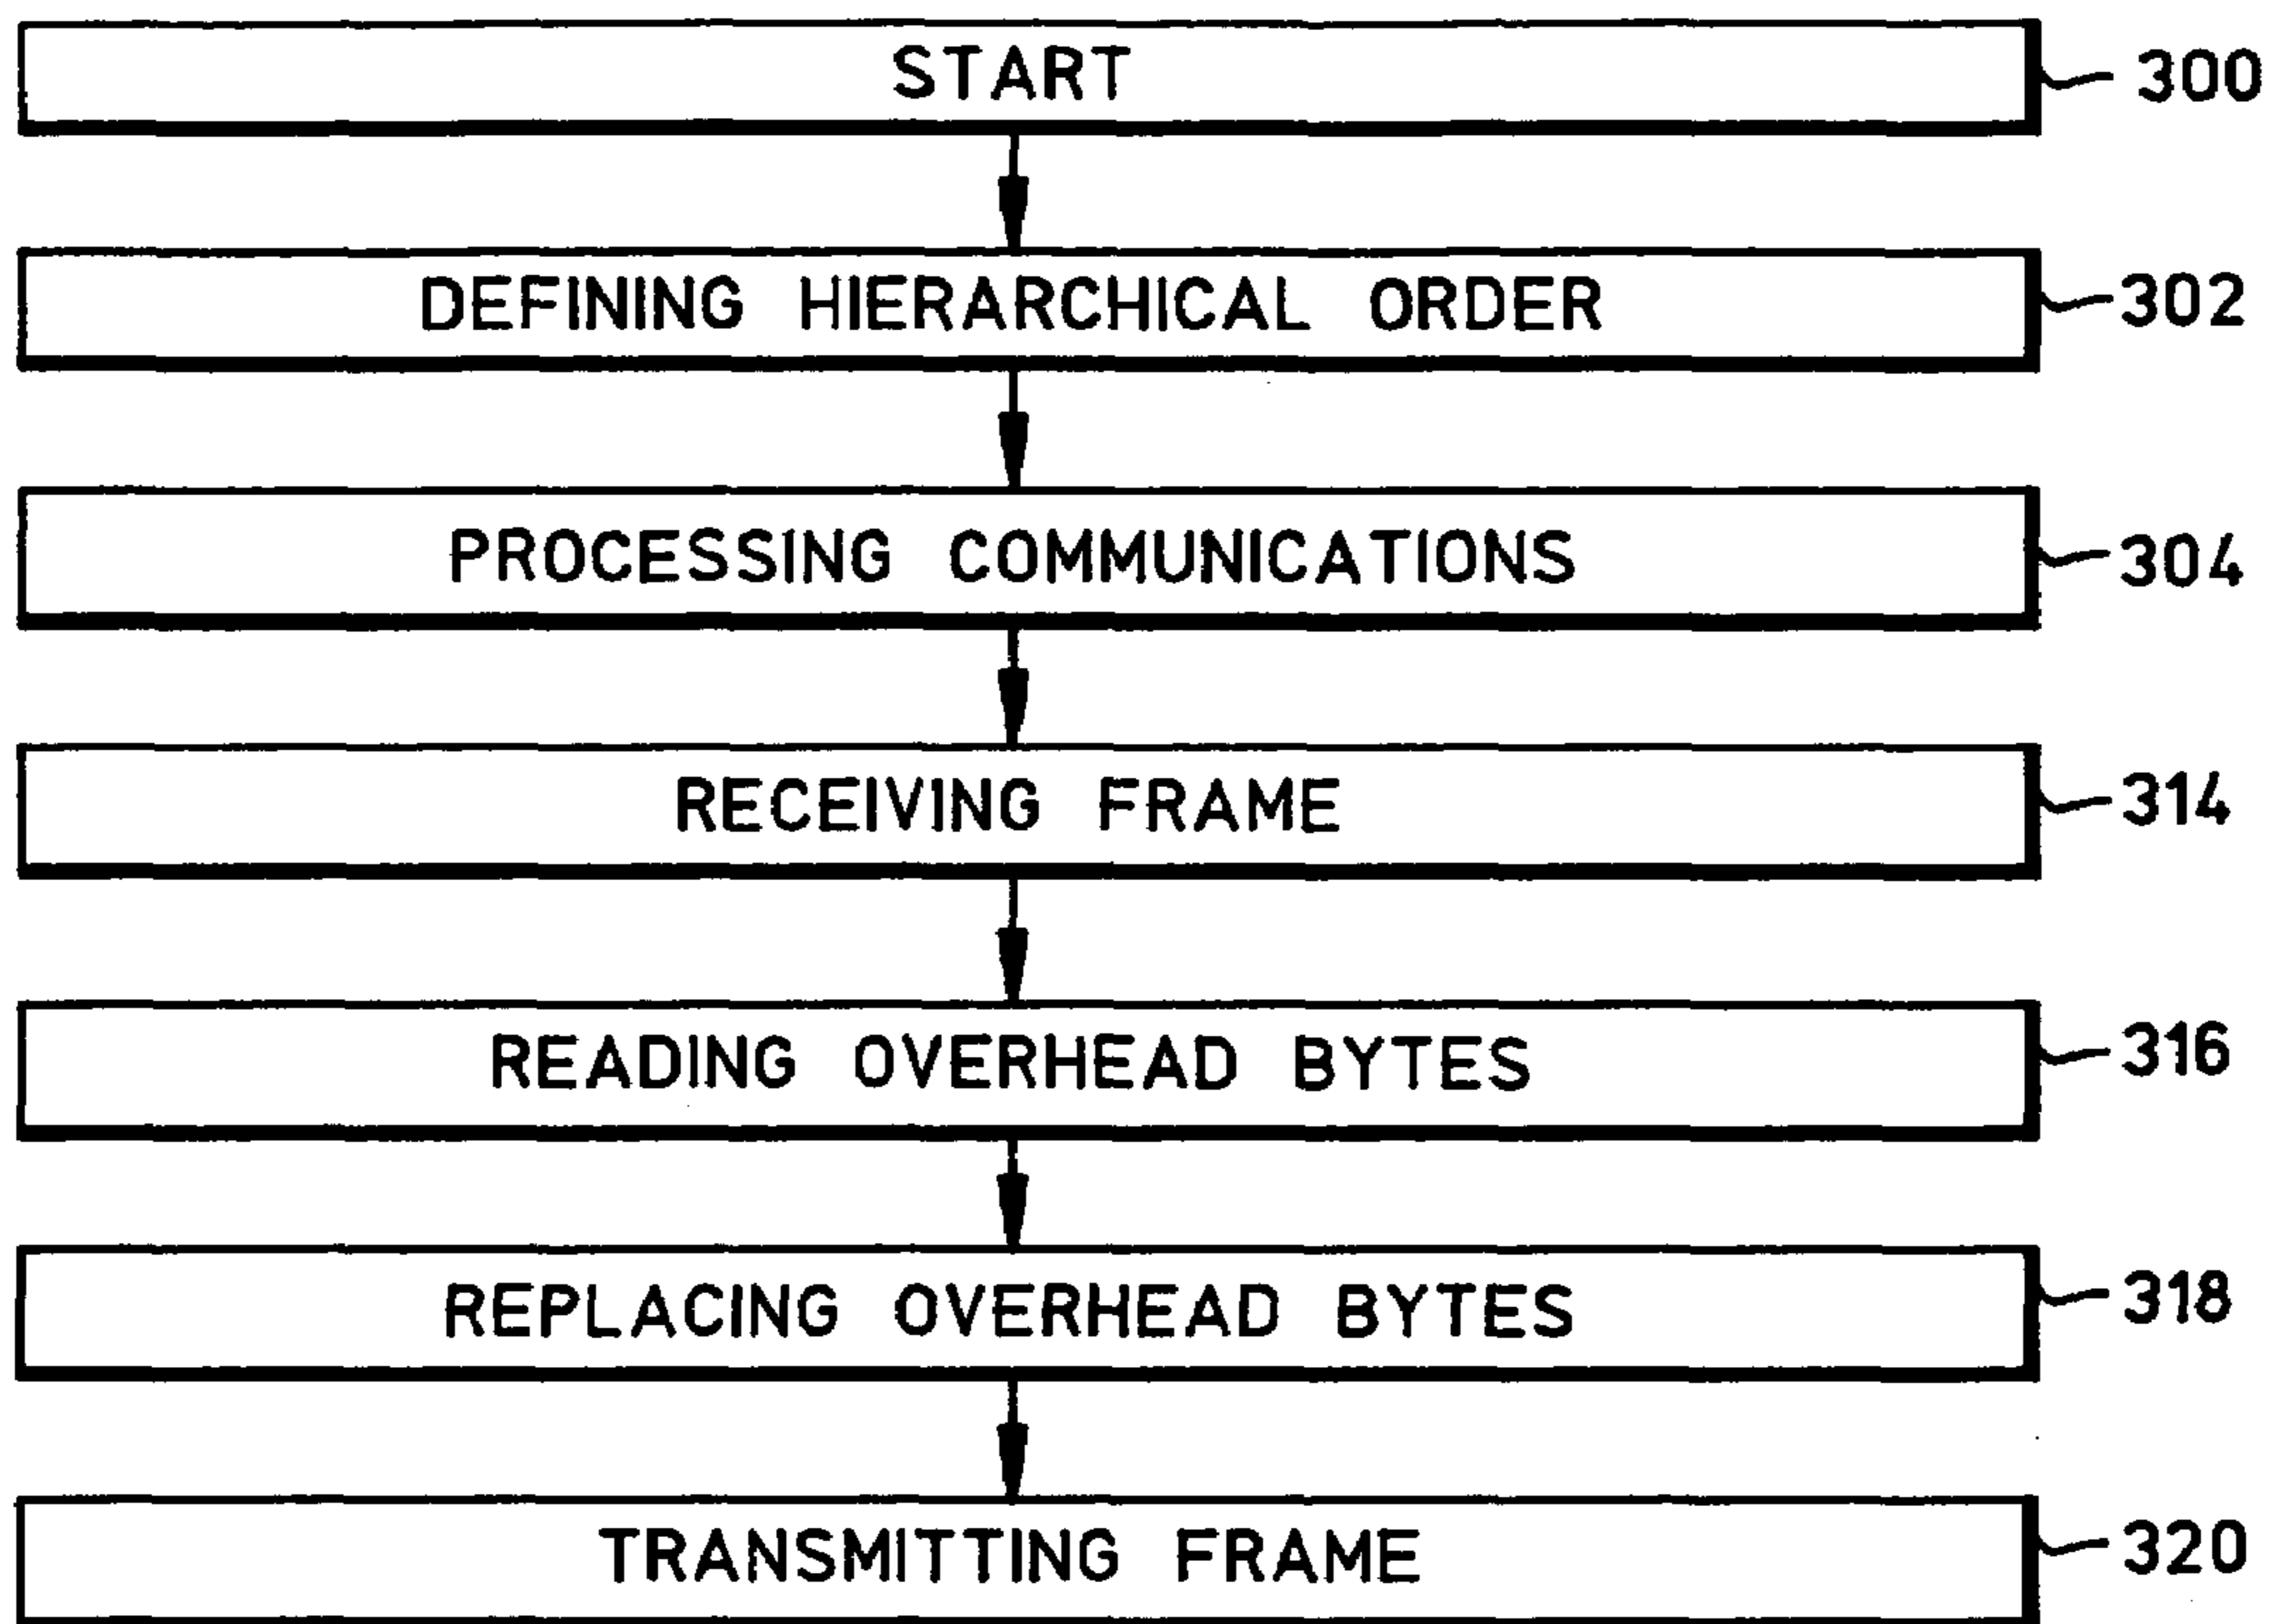 START 300
DEFINING HIERARCHICAL ORDER 302
PROCESSING COMMUNICATIONS 304
RECEIVING FRAME 314
READING OVERHEAD BYTES 316
REPLACING OVERHEAD BYTES 318
TRANSMITTING FRAME 320